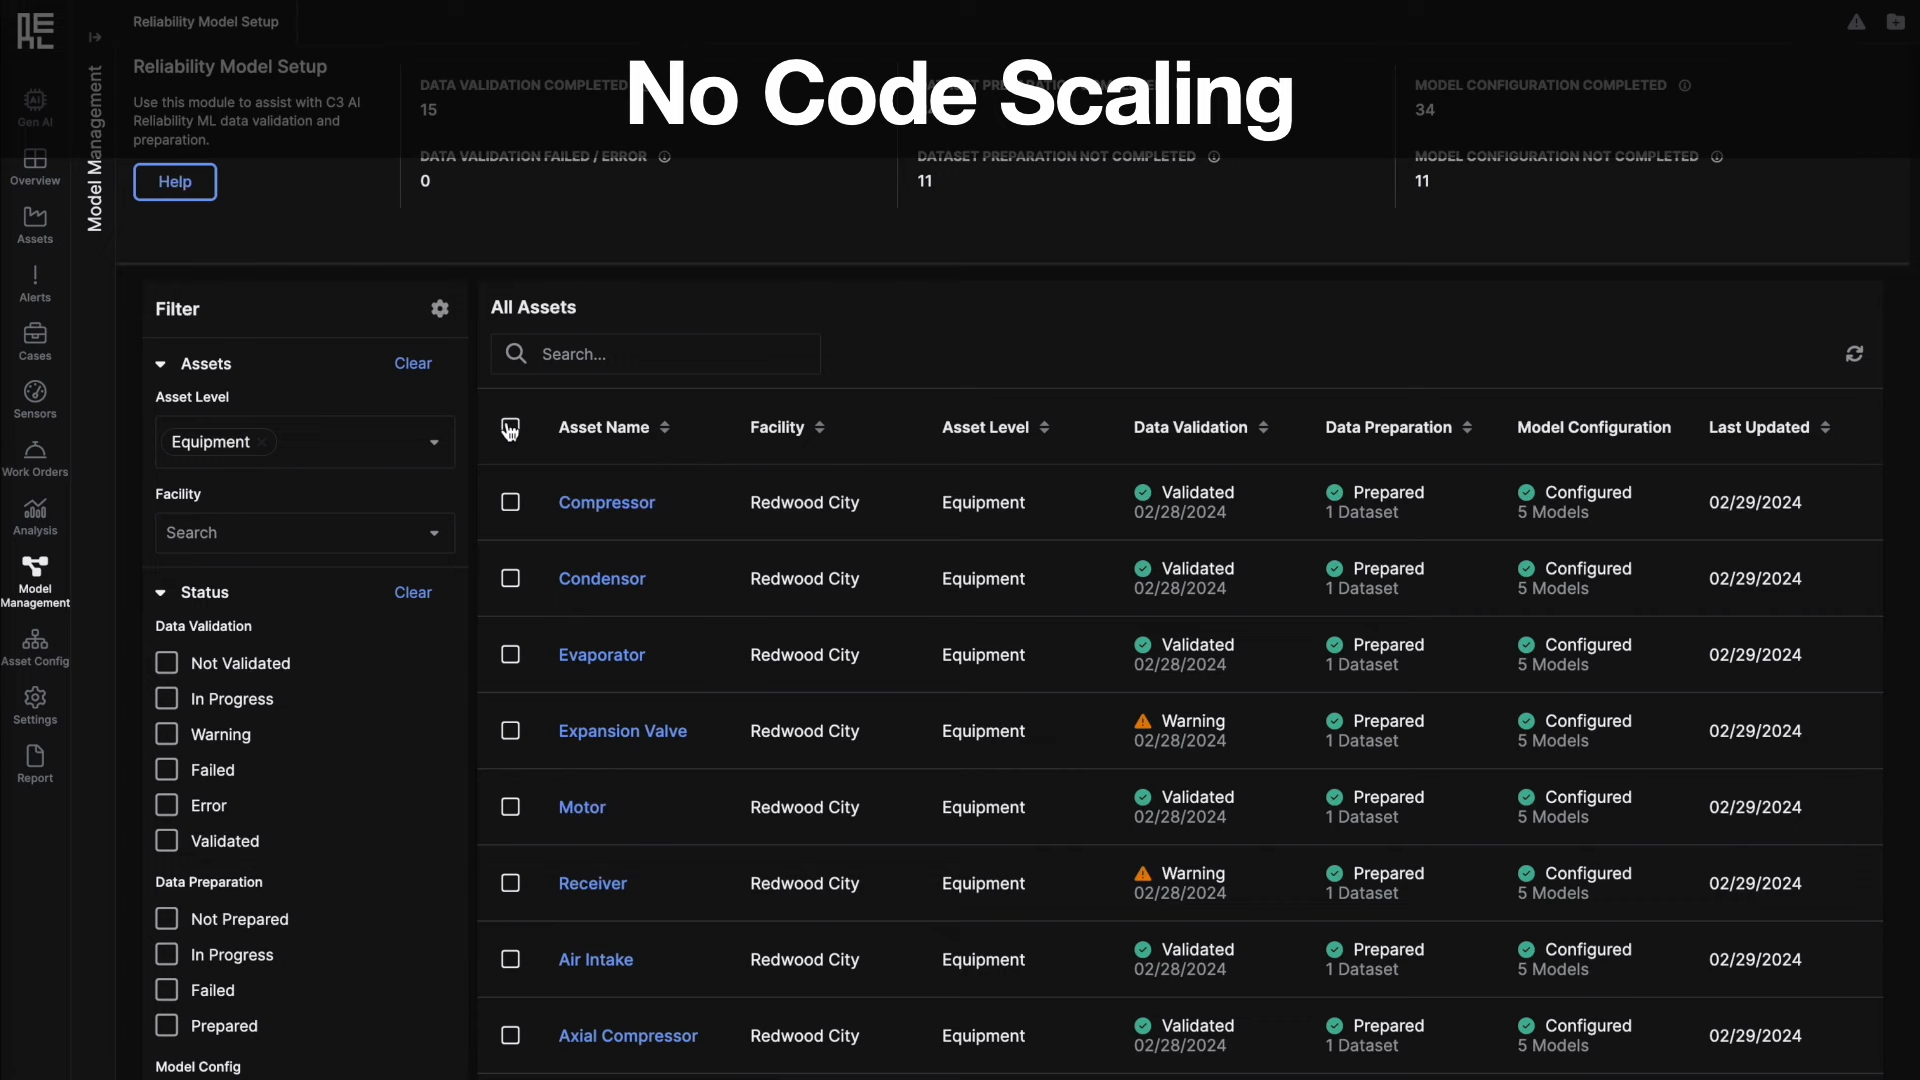 Reliability Model Setup
No Code Scaling
Model Management
Reliability Model Setup
Use this module to assist with C3 AI
Reliability ML data validation and
preparation.
Help
DATA VALIDATION COMPLETED
15
DATA VALIDATION FAILED / ERROR
0
DATASET PREPARATION NOT COMPLETED
11
MODEL CONFIGURATION COMPLETED
34
MODEL CONFIGURATION NOT COMPLETED
11
Gen AI
Overview
Assets
Alerts
Cases
Sensors
Work Orders
Analysis
Model
Management
Asset Config
Settings
Report
Filter
Assets Clear
Asset Level
Equipment
Facility
Search
Status Clear
Data Validation
Not Validated
In Progress
Warning
Failed
Error
Validated
Data Preparation
Not Prepared
In Progress
Failed
Prepared
Model Config
All Assets
Search...
Asset Name Facility Asset Level Data Validation Data Preparation Model Configuration Last Updated
Compressor Redwood City Equipment Validated Prepared Configured 02/29/2024
02/28/2024 1 Dataset 5 Models
Condensor Redwood City Equipment Validated Prepared Configured 02/29/2024
02/28/2024 1 Dataset 5 Models
Evaporator Redwood City Equipment Validated Prepared Configured 02/29/2024
02/28/2024 1 Dataset 5 Models
Expansion Valve Redwood City Equipment Warning Prepared Configured 02/29/2024
02/28/2024 1 Dataset 5 Models
Motor Redwood City Equipment Validated Prepared Configured 02/29/2024
02/28/2024 1 Dataset 5 Models
Receiver Redwood City Equipment Warning Prepared Configured 02/29/2024
02/28/2024 1 Dataset 5 Models
Air Intake Redwood City Equipment Validated Prepared Configured 02/29/2024
02/28/2024 1 Dataset 5 Models
Axial Compressor Redwood City Equipment Validated Prepared Configured 02/29/2024
02/28/2024 1 Dataset 5 Models